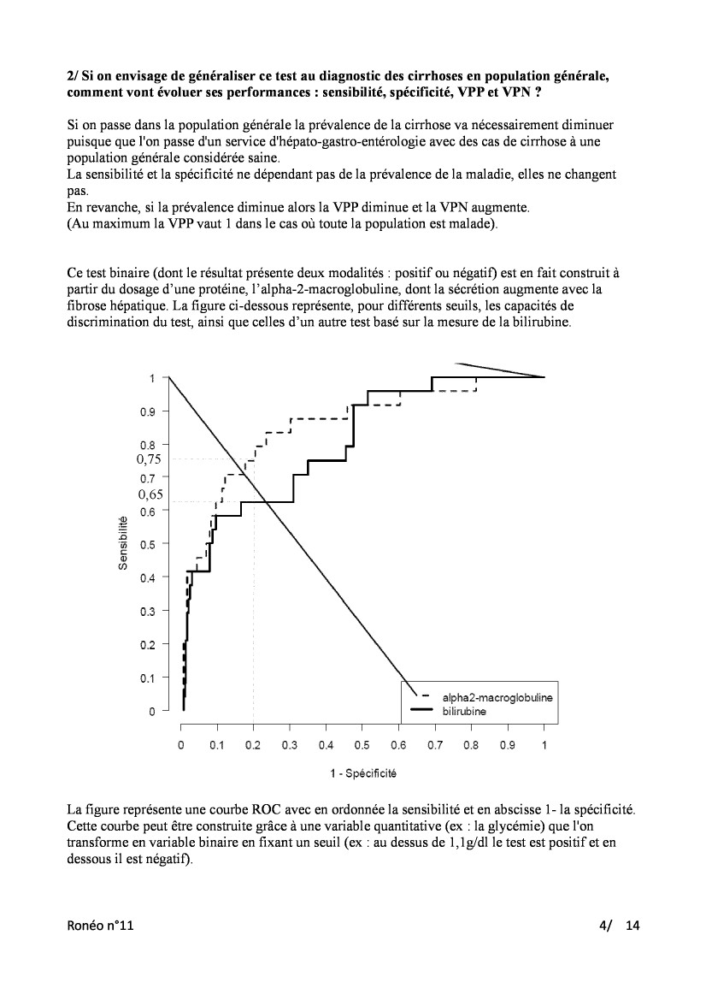 2/ Si on envisage de généraliser ce test au diagnostic des cirrhoses en population générale,
comment vont évoluer ses performances : sensibilité, spécificité, VPP et VPN ?
Si on passe dans la population générale la prévalence de la cirrhose va nécessairement diminuer
puisque que l'on passe d'un service d'hépato-gastro-entérologie avec des cas de cirrhose à une
population générale considérée saine.
La sensibilité et la spécificité ne dépendant pas de la prévalence de la maladie, elles ne changent
pas.
En revanche, si la prévalence diminue alors la VPP diminue et la VPN augmente.
(Au maximum la VPP vaut 1 dans le cas où toute la population est malade).
Ce test binaire (dont le résultat présente deux modalités : positif ou négatif) est en fait construit à
partir du dosage d’une protéine, l’alpha-2-macroglobuline, dont la sécrétion augmente avec la
fibrose hépatique. La figure ci-dessous représente, pour différents seuils, les capacités de
discrimination du test, ainsi que celles d’un autre test basé sur la mesure de la bilirubine.
1
0.9
0.8
0,75
0.7
0,65
0.6
0.5
0.4
0.3
0.2
0.1
0
Sensibilité
alpha2-macroglobuline
bilirubine
0 0.1 0.2 0.3 0.4 0.5 0.6 0.7 0.8 0.9 1
1 - Spécificité
La figure représente une courbe ROC avec en ordonnée la sensibilité et en abscisse 1- la spécificité.
Cette courbe peut être construite grâce à une variable quantitative (ex : la glycémie) que l'on
transforme en variable binaire en fixant un seuil (ex : au dessus de 1,1g/dl le test est positif et en
dessous il est négatif).
Ronéo n°11 4/ 14